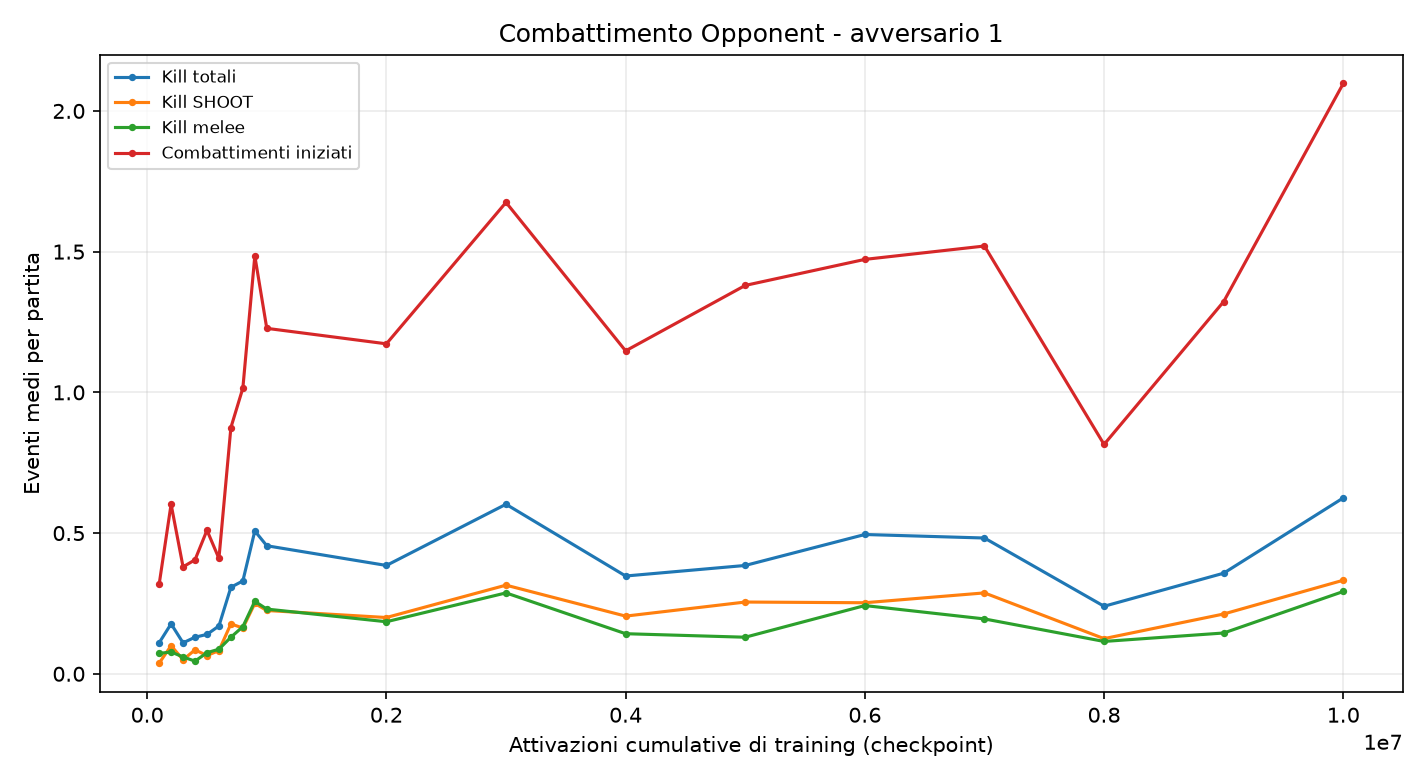 Combattimento Opponent - avversario 1
Kill totali
Kill SHOOT
Kill melee
Combattimenti iniziati
Eventi medi per partita
2.0
1.5
1.0
0.5
0.0
0.0 0.2 0.4 0.6 0.8 1.0
1e7
Attivazioni cumulative di training (checkpoint)